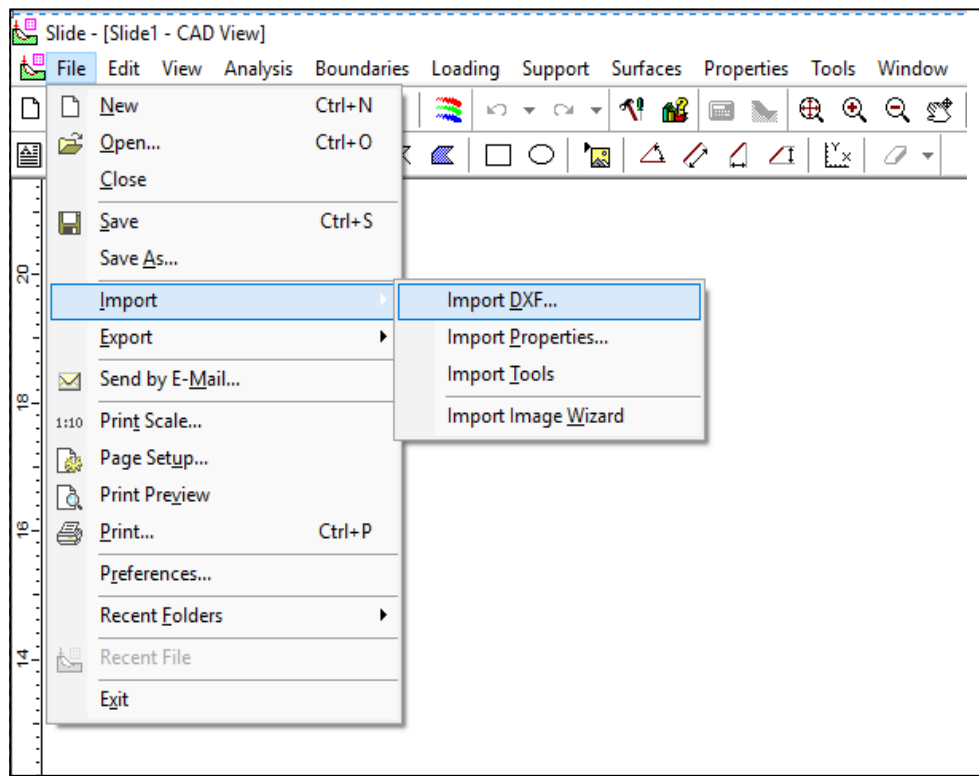 Slide - [Slide1 - CAD View]
File Edit View Analysis Boundaries Loading Support Surfaces Properties Tools Window
New Ctrl+N
Open... Ctrl+O
Close
Save Ctrl+S
Save As...
Import
Export
Send by E-Mail...
1:10 Print Scale...
Page Setup...
Print Preview
Print... Ctrl+P
Preferences...
Recent Folders
Recent File
Exit
Import DXF...
Import Properties...
Import Tools
Import Image Wizard
20
18
16
14